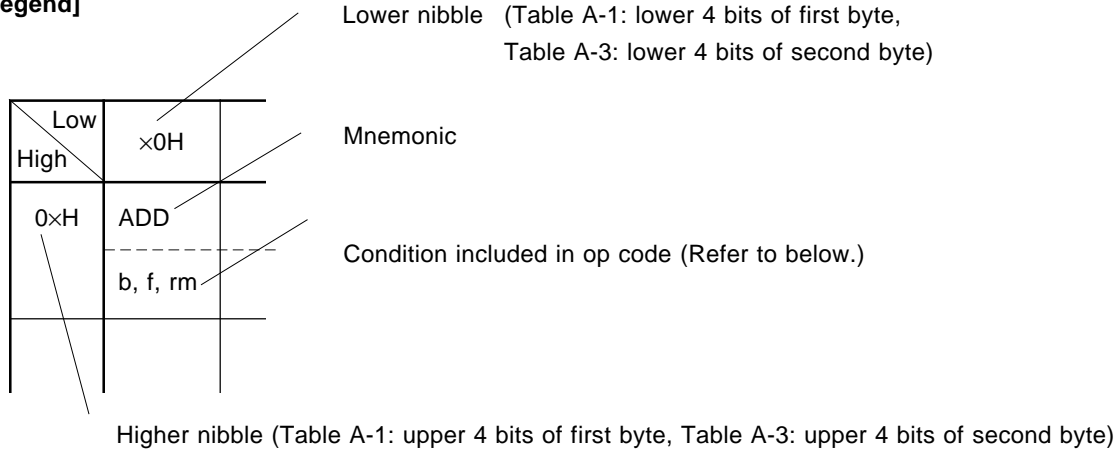 egend]
Lower nibble (Table A-1: lower 4 bits of first byte,
Table A-3: lower 4 bits of second byte)
Low
High
×0H
Mnemonic
0×H
ADD
b, f, rm
Condition included in op code (Refer to below.)
Higher nibble (Table A-1: upper 4 bits of first byte, Table A-3: upper 4 bits of second byte)